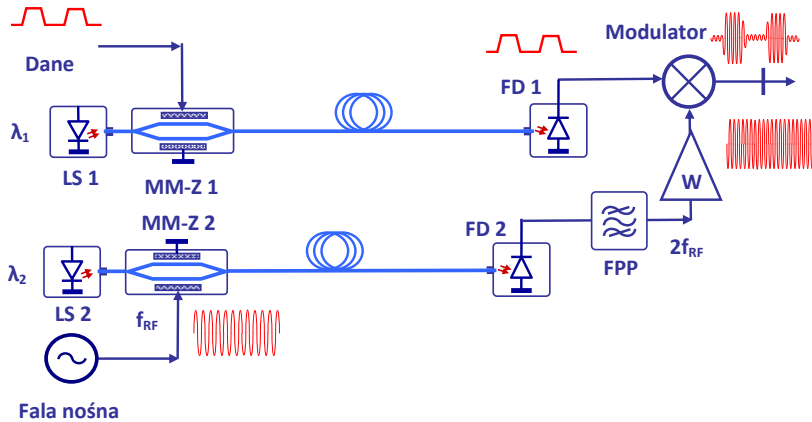 Modulator
Dane
FD 1
λ1
LS 1
MM-Z 1
W
MM-Z 2
FD 2
λ2
2fRF
FPP
LS 2
fRF
Fala nośna